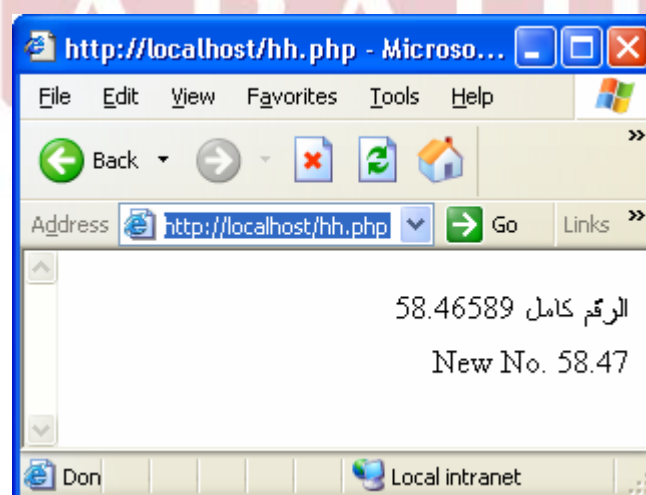 http://localhost/hh.php - Microso...
File Edit View Favorites Tools Help
Back »
Address http://localhost/hh.php Go Links »
الرقم كامل 58.46589
New No. 58.47
Don Local intranet